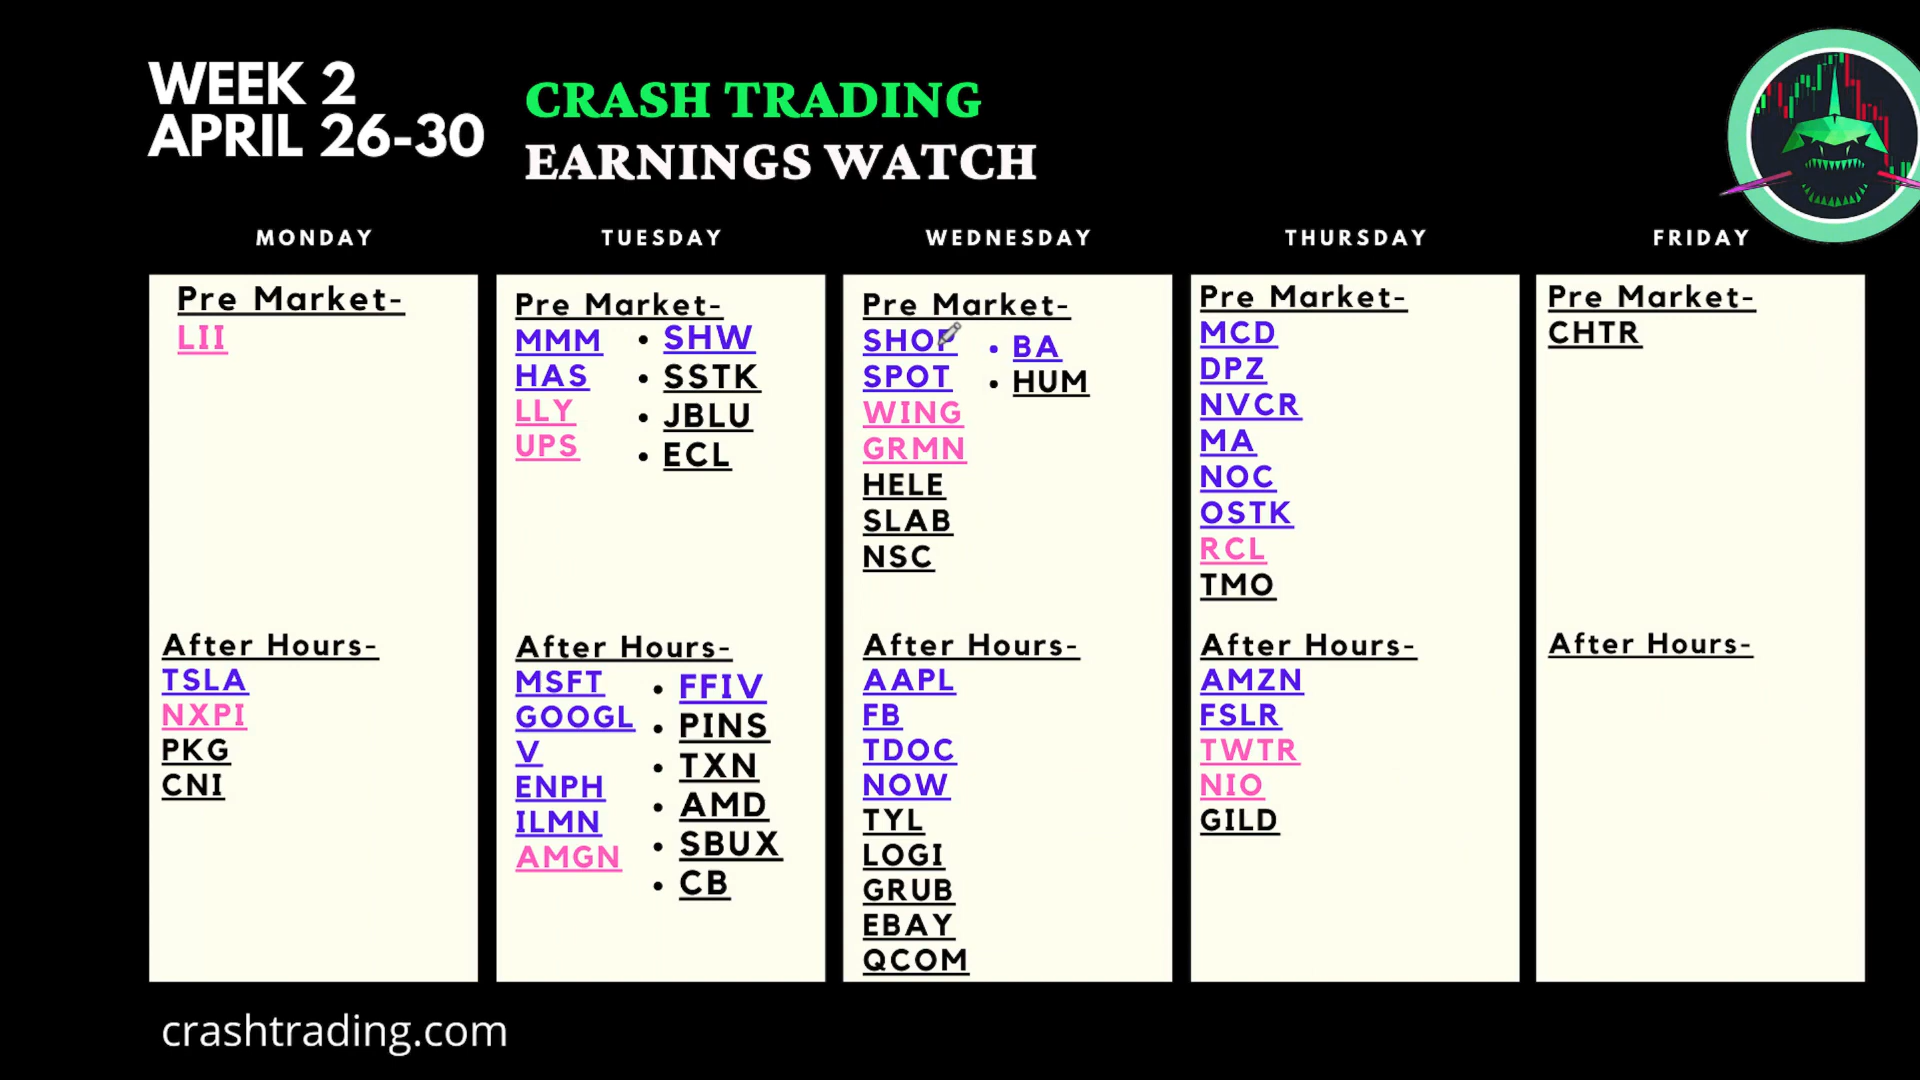 WEEK 2
APRIL 26-30
CRASH TRADING
EARNINGS WATCH
MONDAY
Pre Market-
LII
After Hours-
TSLA
NXPI
PKG
CNI
TUESDAY
Pre Market-
MMM
HAS
LLY
UPS
• SHW
• SSTK
• JBLU
• ECL
After Hours-
MSFT
GOOGL
V
ENPH
ILMN
AMGN
• FFIV
• PINS
• TXN
• AMD
• SBUX
• CB
WEDNESDAY
Pre Market-
SHOP
SPOT
WING
GRMN
HELE
SLAB
NSC
• BA
• HUM
After Hours-
AAPL
FB
TDOC
NOW
TYL
LOGI
GRUB
EBAY
QCOM
THURSDAY
Pre Market-
MCD
DPZ
NVCR
MA
NOC
OSTK
RCL
TMO
After Hours-
AMZN
FSLR
TWTR
NIO
GILD
FRIDAY
Pre Market-
CHTR
After Hours-
crashtrading.com